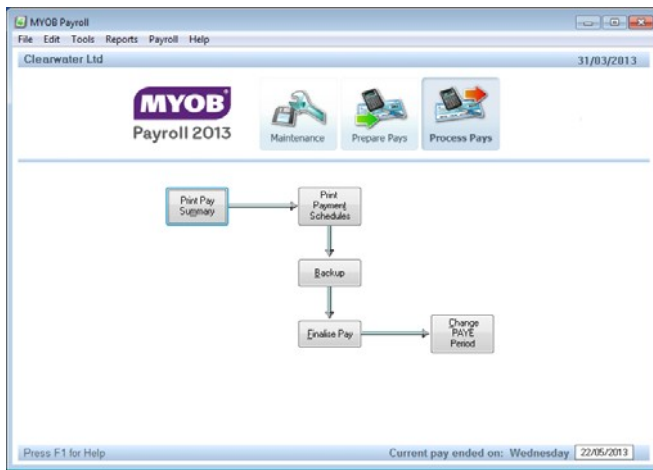 MYOB Payroll
File Edit Tools Reports Payroll Help
Clearwater Ltd 31/03/2013
MYOB
Payroll 2013
Maintenance Prepare Pays Process Pays
Print Pay
Summary
Print
Payment
Schedules
Backup
Finalise Pay
Change
PAYE
Period
Press F1 for Help Current pay ended on: Wednesday 22/05/2013